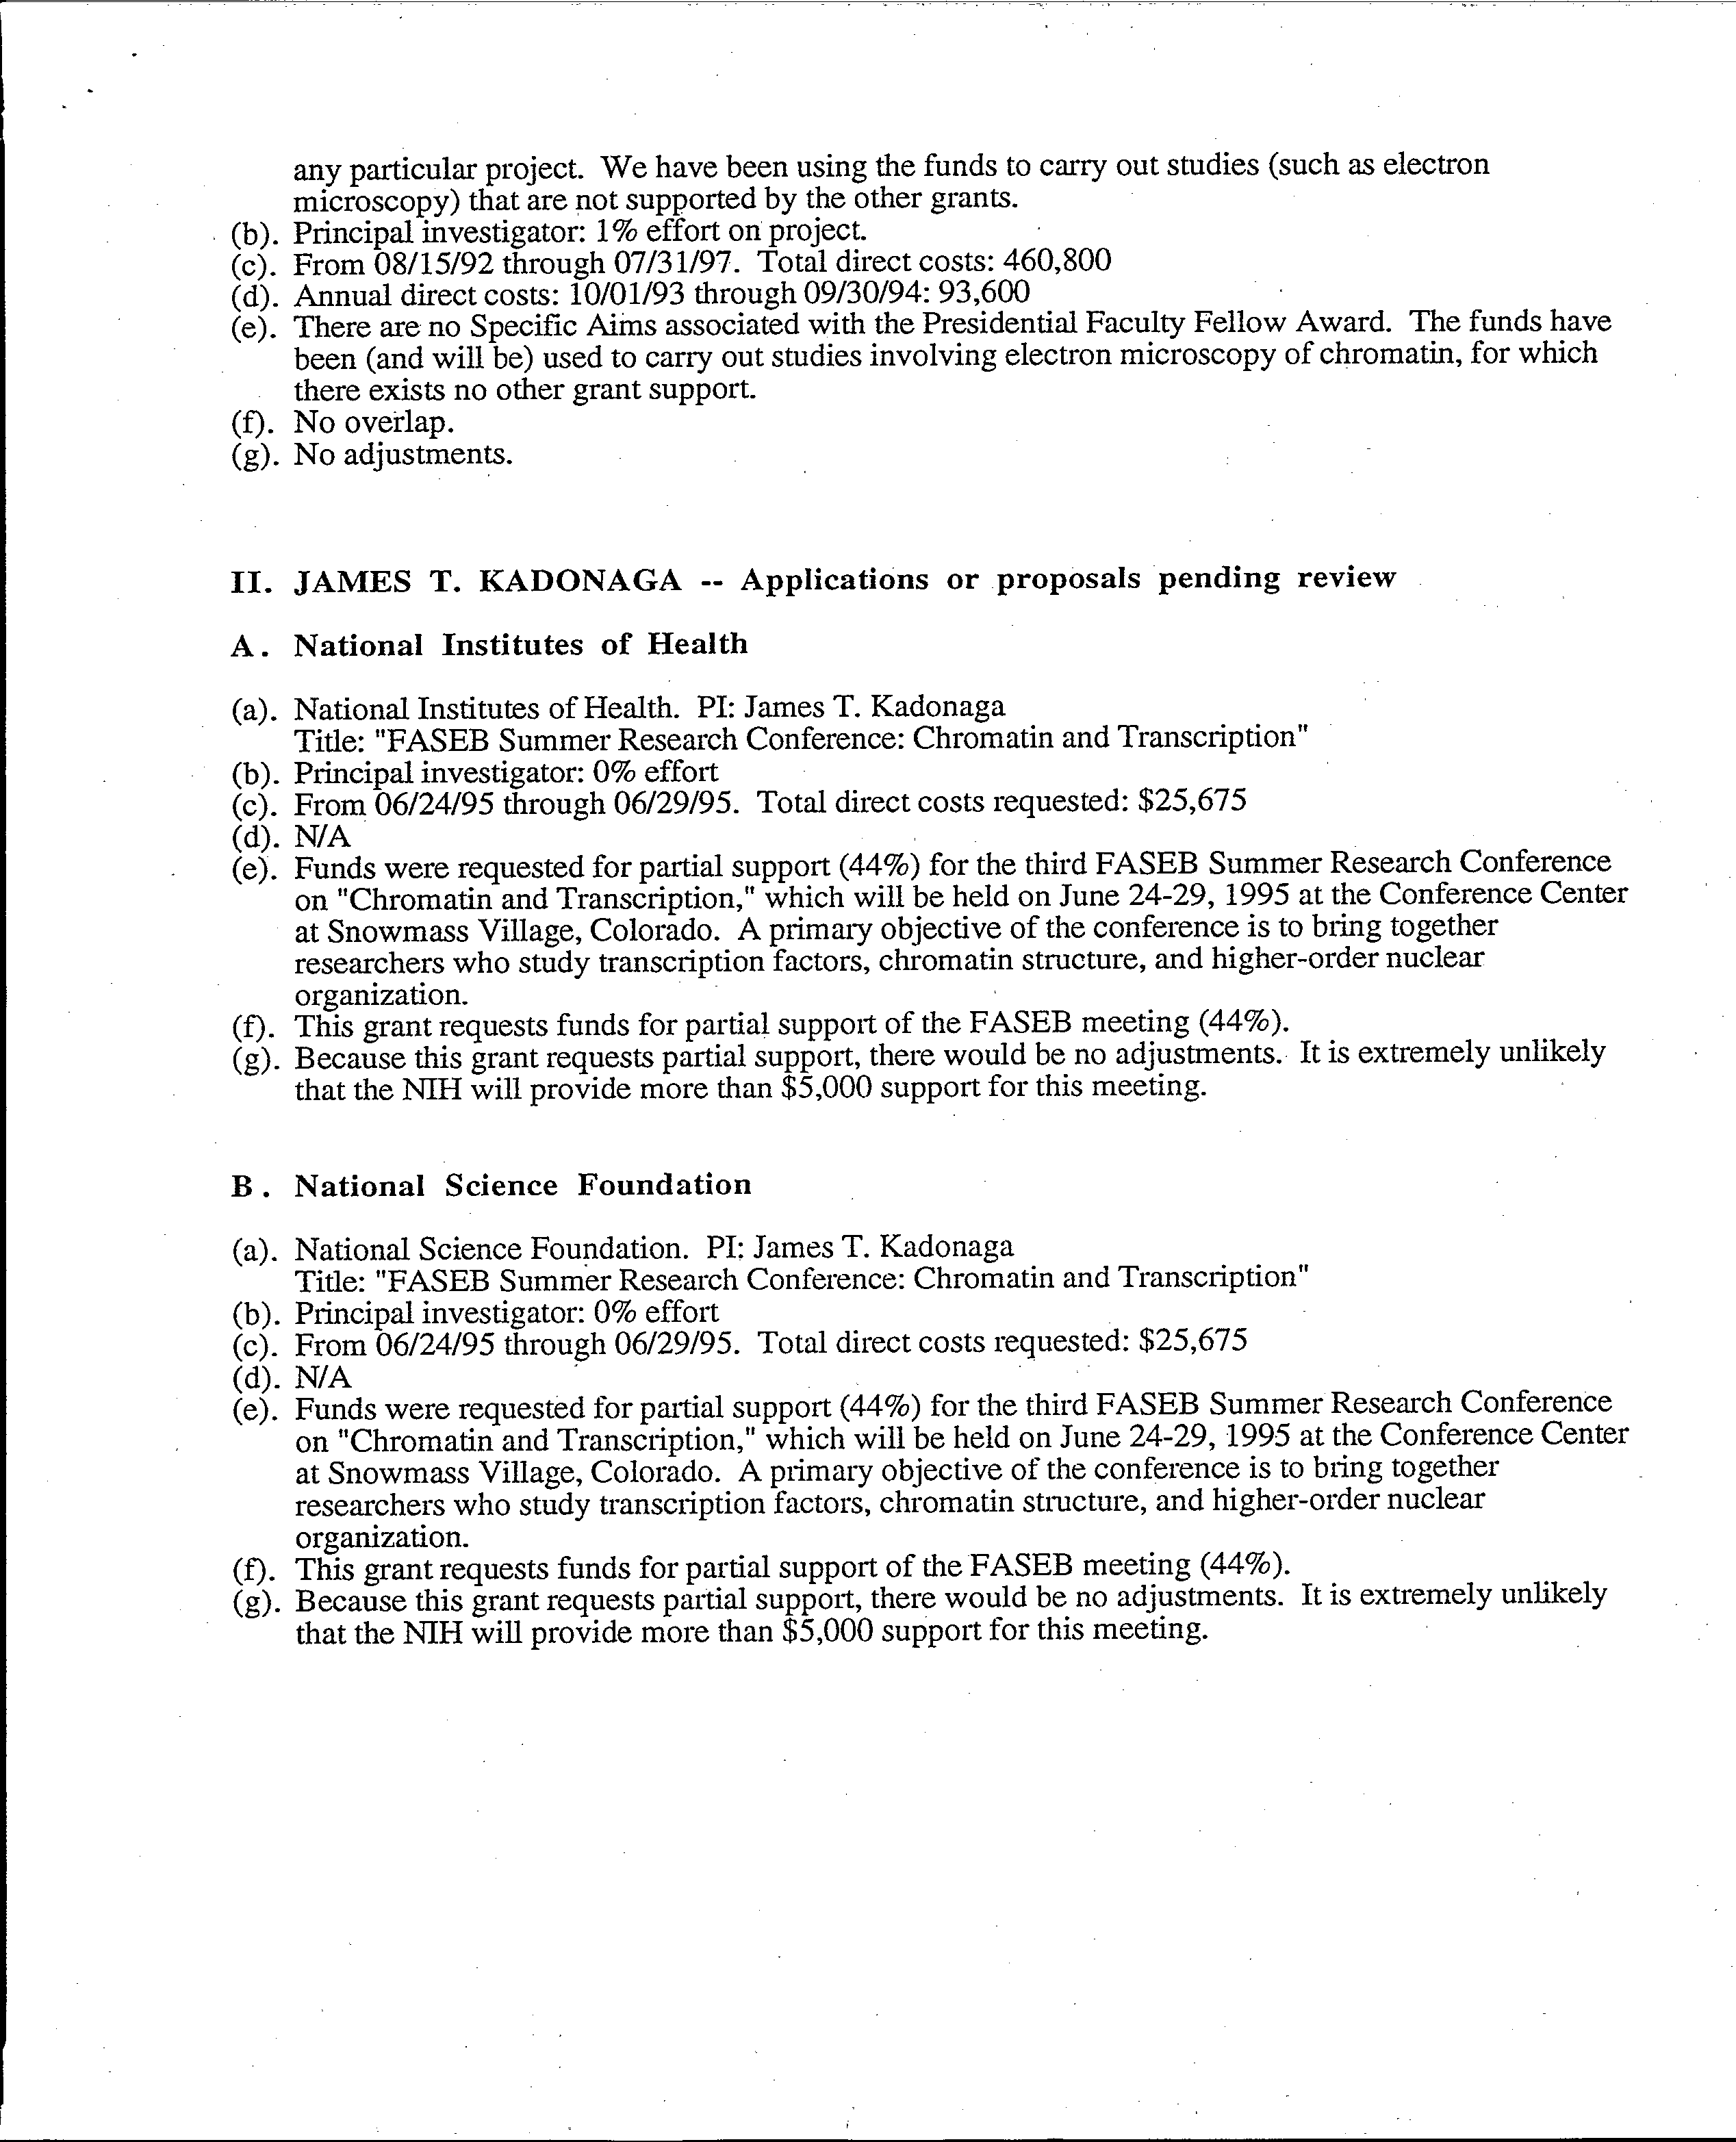 any particular project. We have been using the funds to carry out studies (such as electron
microscopy) that are not supported by the other grants.
(b). Principal investigator: 1% effort on project.
(c). From 08/15/92 through 07/31/97. Total direct costs: 460,800
(d). Annual direct costs: 10/01/93 through 09/30/94: 93,600
(e). There are no Specific Aims associated with the Presidential Faculty Fellow Award. The funds have
been (and will be) used to carry out studies involving electron microscopy of chromatin, for which
there exists no other grant support.
(f). No overlap.
(g). No adjustments.
II. JAMES T. KADONAGA -- Applications or proposals pending review
A. National Institutes of Health
(a). National Institutes of Health. PI: James T. Kadonaga
Title: "FASEB Summer Research Conference: Chromatin and Transcription"
(b). Principal investigator: 0% effort
(c). From 06/24/95 through 06/29/95. Total direct costs requested: $25,675
(d). N/A
(e). Funds were requested for partial support (44%) for the third FASEB Summer Research Conference
on "Chromatin and Transcription," which will be held on June 24-29, 1995 at the Conference Center
at Snowmass Village, Colorado. A primary objective of the conference is to bring together
researchers who study transcription factors, chromatin structure, and higher-order nuclear
organization.
(f). This grant requests funds for partial support of the FASEB meeting (44%).
(g). Because this grant requests partial support, there would be no adjustments. It is extremely unlikely
that the NIH will provide more than $5,000 support for this meeting.
B. National Science Foundation
(a). National Science Foundation. PI: James T. Kadonaga
Title: "FASEB Summer Research Conference: Chromatin and Transcription"
(b). Principal investigator: 0% effort
(c). From 06/24/95 through 06/29/95. Total direct costs requested: $25,675
(d). N/A
(e). Funds were requested for partial support (44%) for the third FASEB Summer Research Conference
on "Chromatin and Transcription," which will be held on June 24-29, 1995 at the Conference Center
at Snowmass Village, Colorado. A primary objective of the conference is to bring together
researchers who study transcription factors, chromatin structure, and higher-order nuclear
organization.
(f). This grant requests funds for partial support of the FASEB meeting (44%).
(g). Because this grant requests partial support, there would be no adjustments. It is extremely unlikely
that the NIH will provide more than $5,000 support for this meeting.